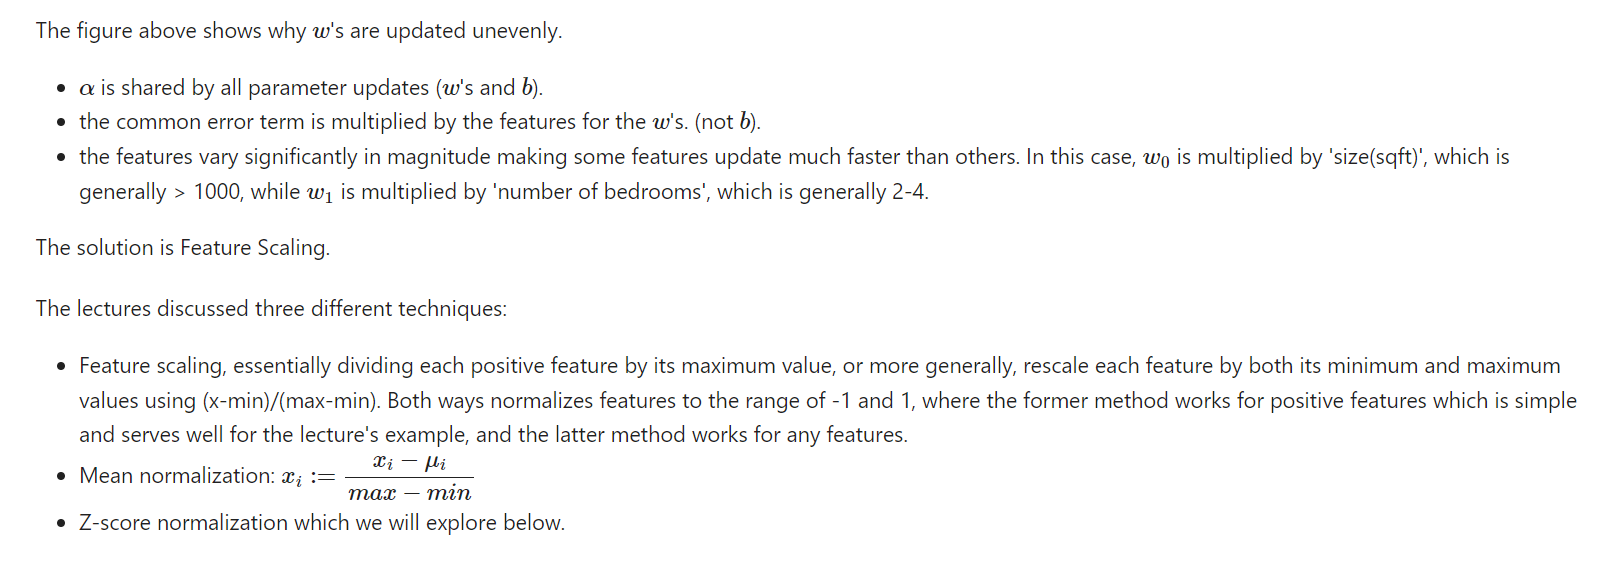 The figure above shows why w's are updated unevenly.
• α is shared by all parameter updates (w's and b).
• the common error term is multiplied by the features for the w's. (not b).
• the features vary significantly in magnitude making some features update much faster than others. In this case, w₀ is multiplied by 'size(sqft)', which is
generally > 1000, while w₁ is multiplied by 'number of bedrooms', which is generally 2-4.
The solution is Feature Scaling.
The lectures discussed three different techniques:
• Feature scaling, essentially dividing each positive feature by its maximum value, or more generally, rescale each feature by both its minimum and maximum
values using (x-min)/(max-min). Both ways normalizes features to the range of -1 and 1, where the former method works for positive features which is simple
and serves well for the lecture's example, and the latter method works for any features.
• Mean normalization: xᵢ := (xᵢ − μᵢ) / (max − min)
• Z-score normalization which we will explore below.